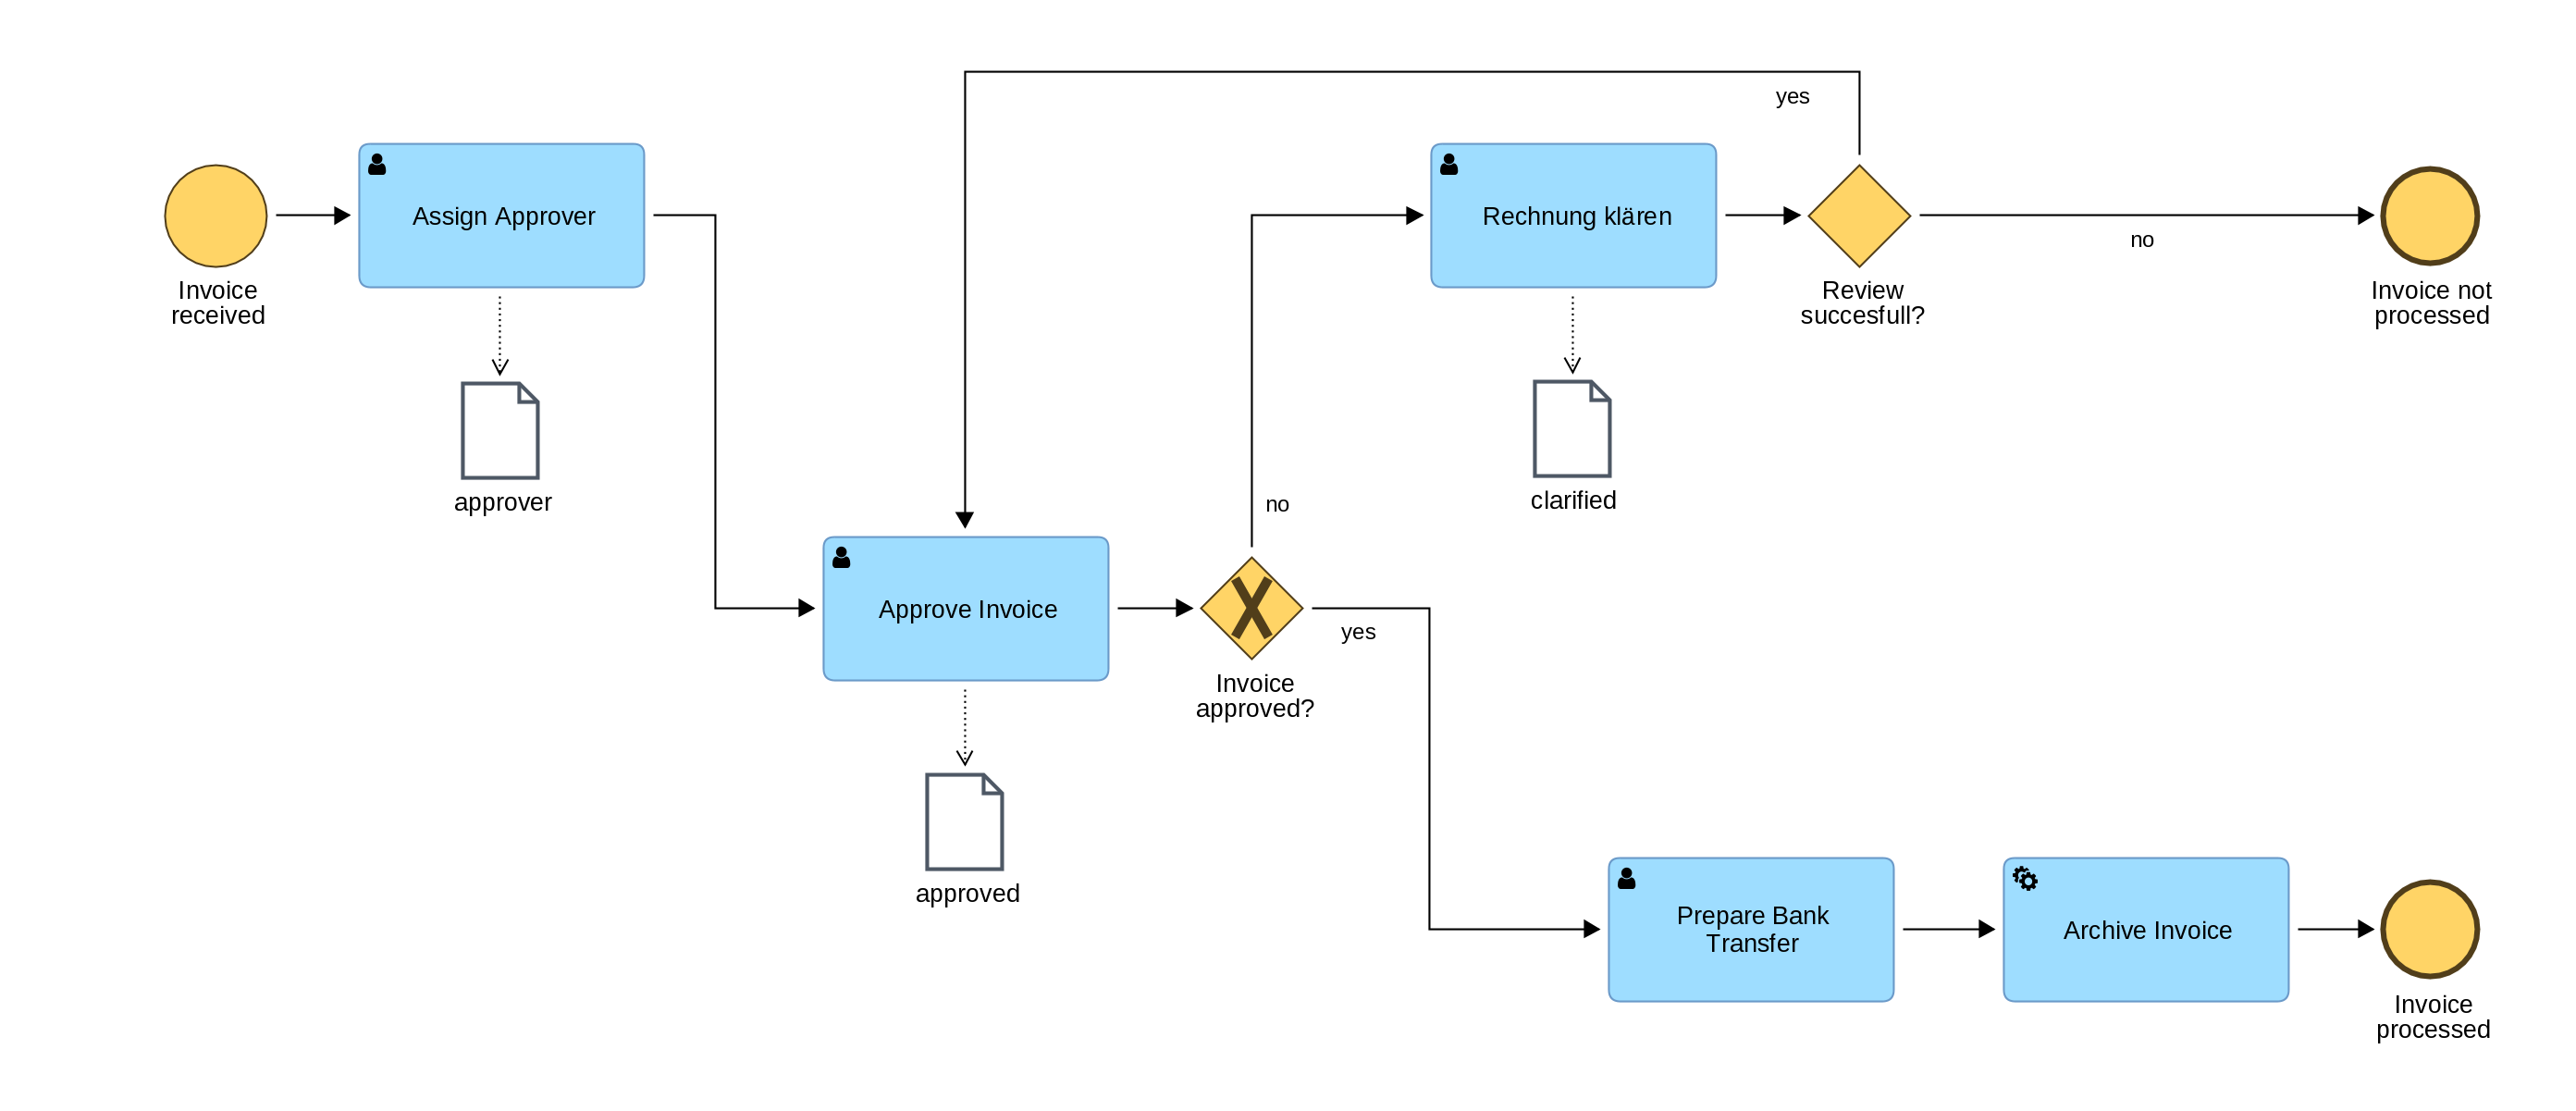 yes
Assign Approver
Rechnung klären
no
Invoice
received
Review
succesfull?
Invoice not
processed
approver
clarified
no
Approve Invoice
yes
Invoice
approved?
approved
Prepare Bank
Transfer
Archive Invoice
Invoice
processed